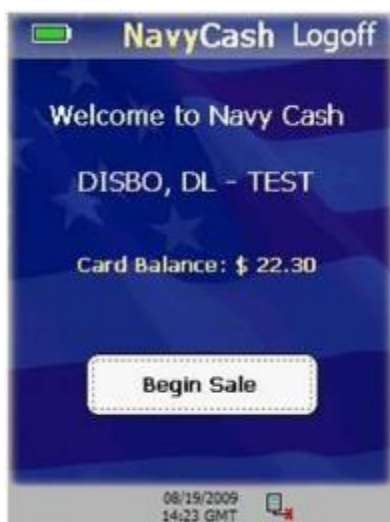 NavyCash Logoff
Welcome to Navy Cash
DISBO, DL - TEST
Card Balance: $ 22.30
Begin Sale
08/19/2009
14:23 GMT